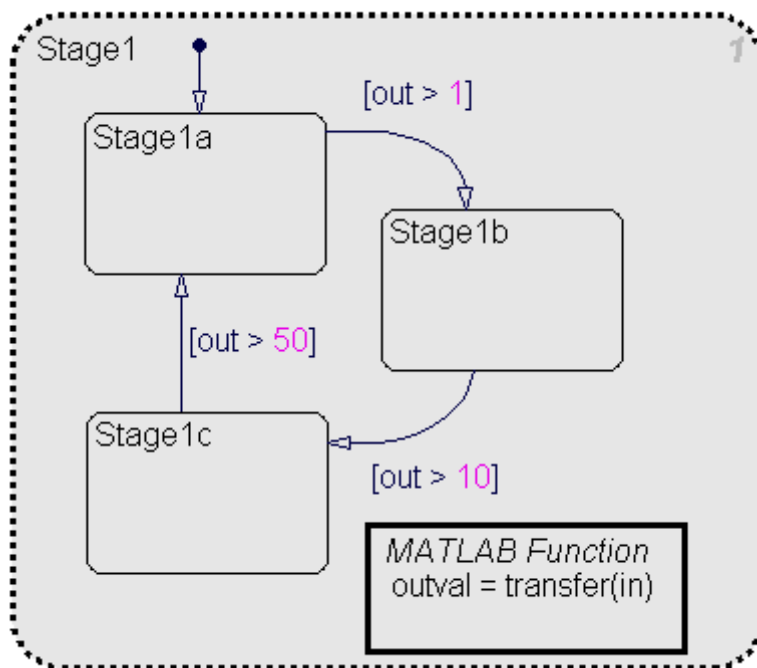 Stage1
1
[out > 1]
Stage1a
Stage1b
[out > 50]
Stage1c
[out > 10]
MATLAB Function
outval = transfer(in)